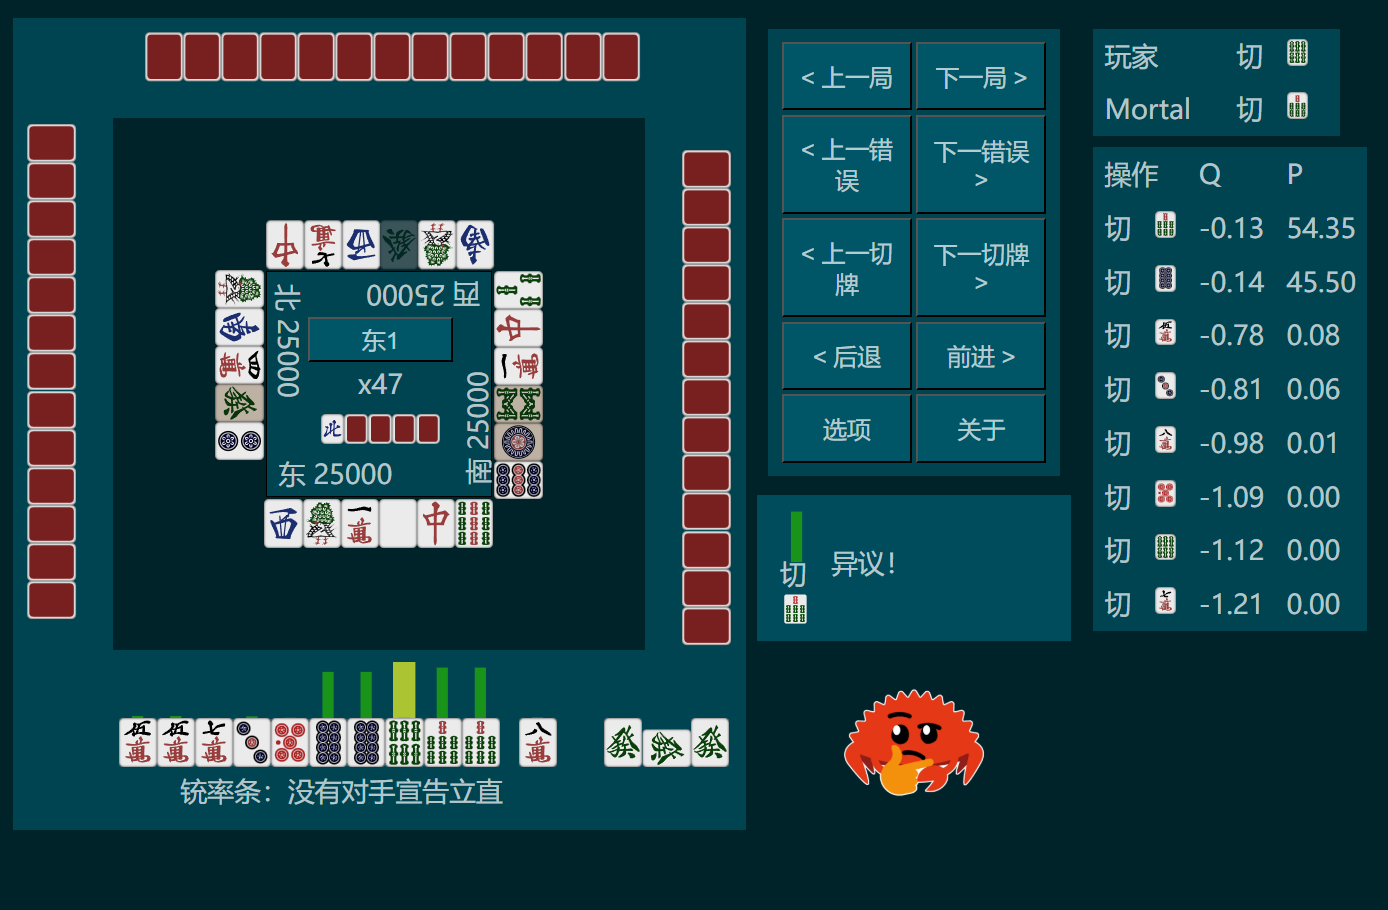 西 25000
北 25000
东1
x47
南 25000
东 25000
铳率条：没有对手宣告立直
< 上一局
下一局 >
< 上一错
误
下一错误
>
< 上一切
牌
下一切牌
>
< 后退
前进 >
选项
关于
切
异议！
玩家 切
Mortal 切
操作 Q P
切 -0.13 54.35
切 -0.14 45.50
切 -0.78 0.08
切 -0.81 0.06
切 -0.98 0.01
切 -1.09 0.00
切 -1.12 0.00
切 -1.21 0.00